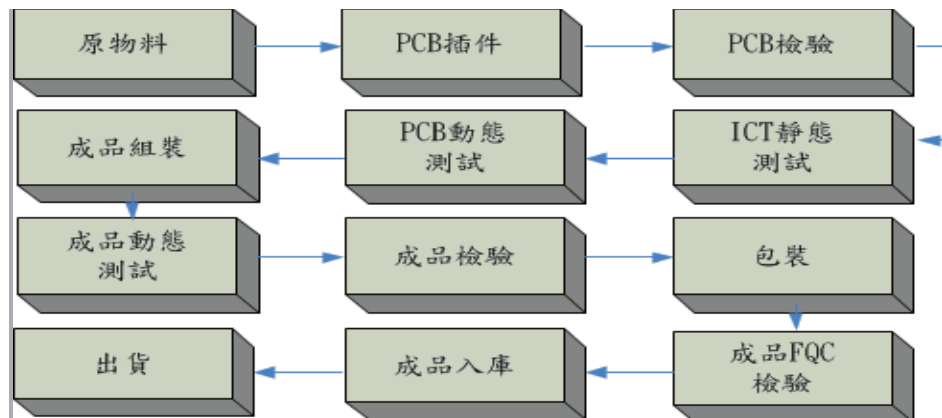 原物料
PCB插件
PCB檢驗
ICT靜態
測試
PCB動態
測試
成品組裝
成品動態
測試
成品檢驗
包裝
成品FQC
檢驗
成品入庫
出貨